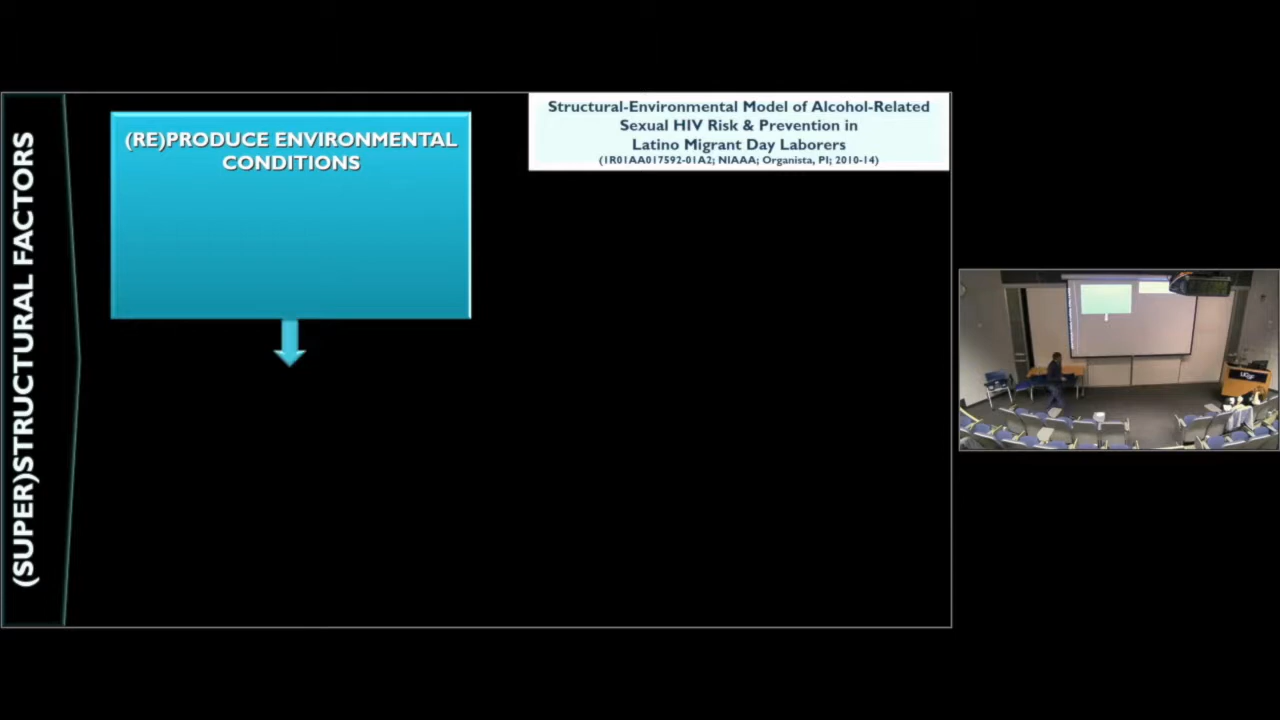 (SUPER)STRUCTURAL FACTORS
(RE)PRODUCE ENVIRONMENTAL
CONDITIONS
Structural-Environmental Model of Alcohol-Related
Sexual HIV Risk & Prevention in
Latino Migrant Day Laborers
(1R01AA017592-01A2; NIAAA; Organista, PI; 2010-14)
UCSF